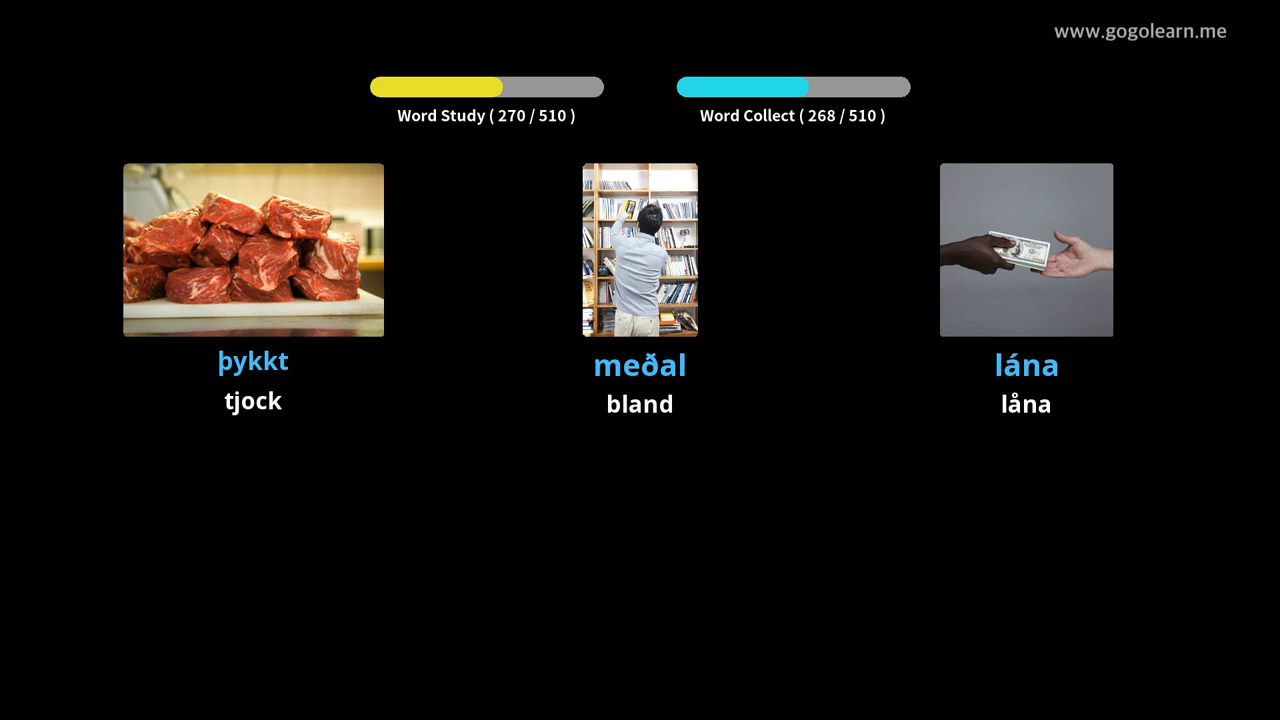 www.gogolearn.me
Word Study ( 270 / 510 )
Word Collect ( 268 / 510 )
þykkt
meðal
lána
tjock
bland
låna